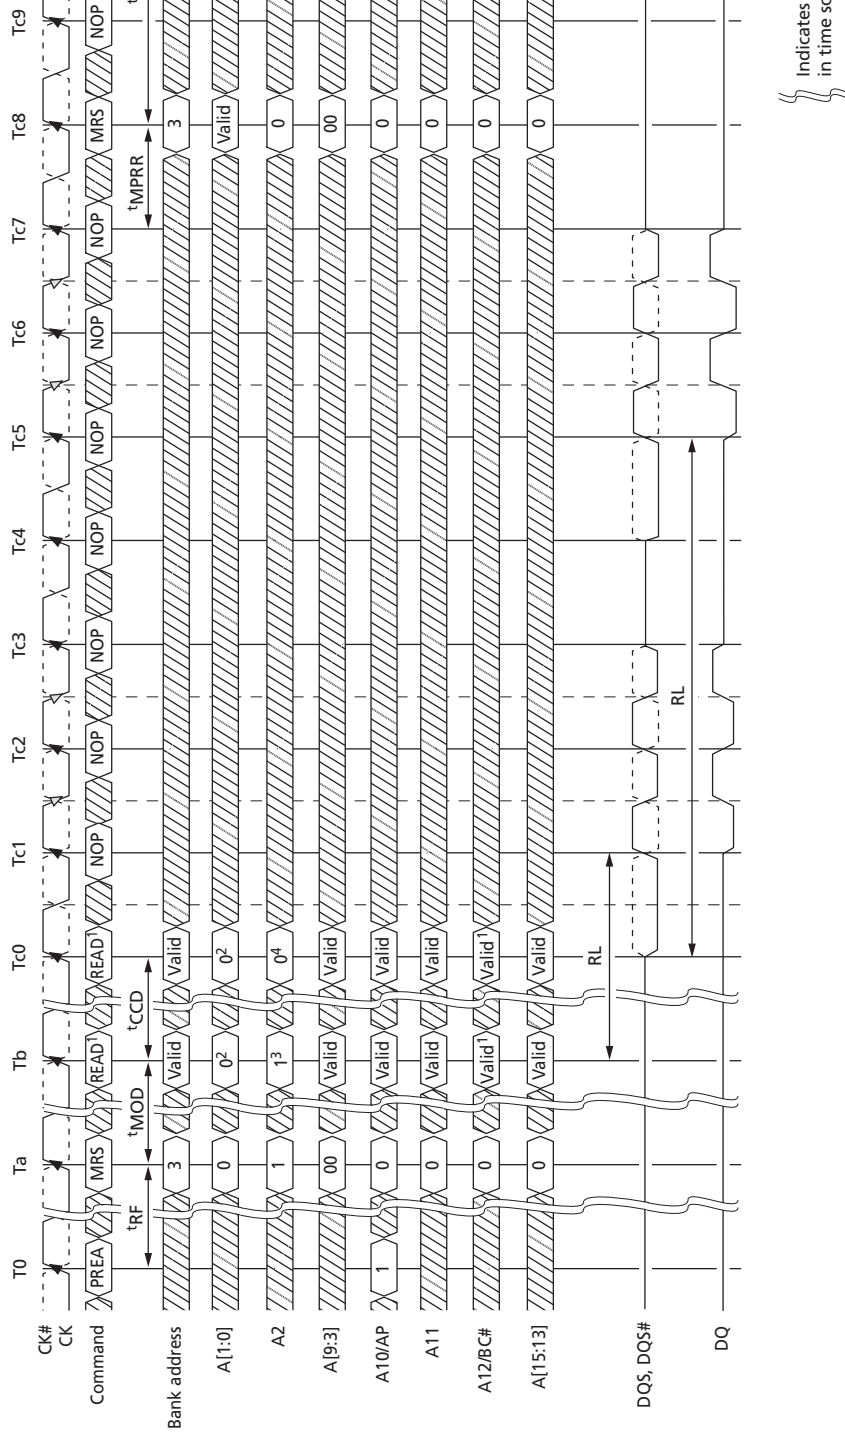 T0 Ta Tb Tc0 Tc1 Tc2 Tc3 Tc4 Tc5 Tc6 Tc7 Tc8 Tc9
CK#
CK
Command PREA MRS READ1 READ1 NOP NOP NOP NOP NOP NOP NOP MRS NOP
tRF tMOD tCCD tMPRR t
Bank address 3 Valid Valid 3
A[1:0] 0 02 02 Valid
A2 1 13 04 0
A[9:3] 00 Valid Valid 00
A10/AP 1 0 Valid Valid 0
A11 0 Valid Valid 0
A12/BC# 0 Valid1 Valid1 0
A[15:13] 0 Valid Valid 0
RL
DQS, DQS#
RL
DQ
Indicates
in time sc